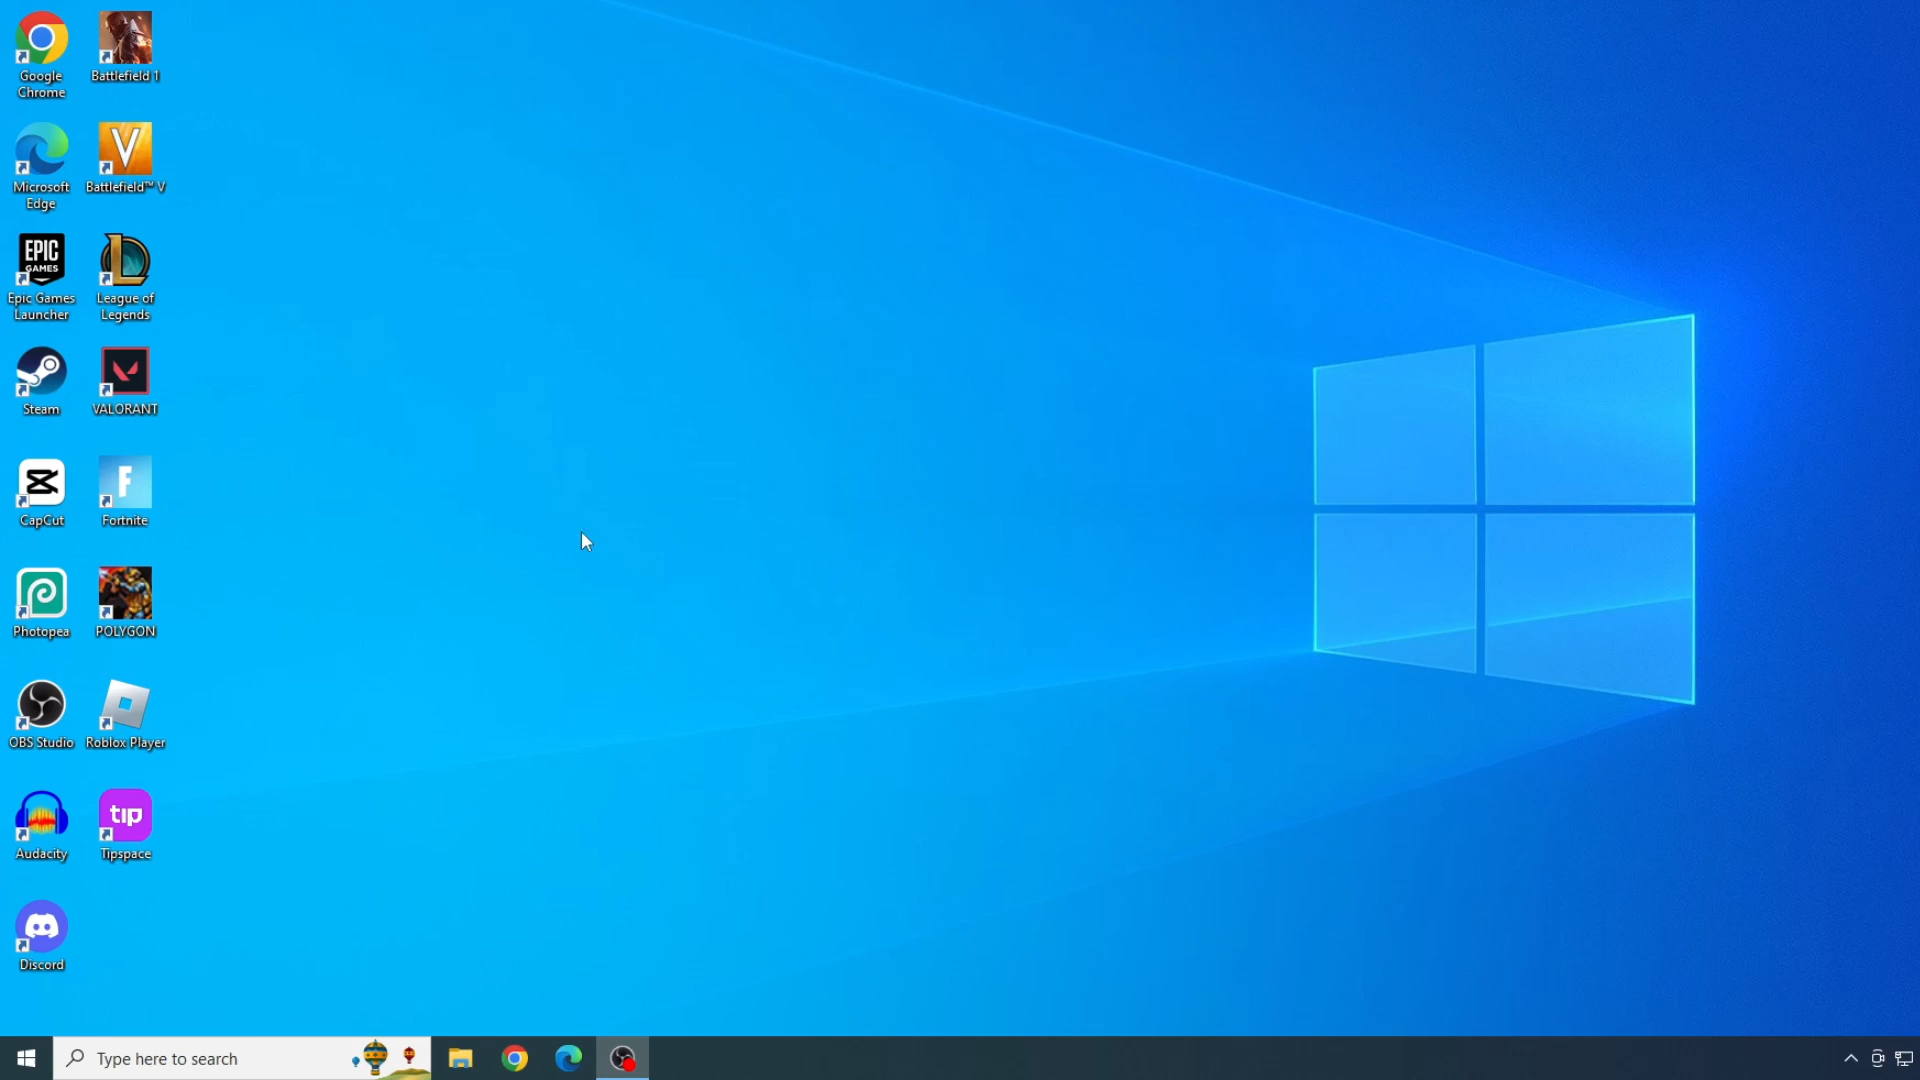 Google
Chrome
Battlefield 1
Microsoft
Edge
V
Battlefield™ V
EPIC
GAMES
Epic Games
Launcher
League of
Legends
Steam
VALORANT
CapCut
F
Fortnite
Photopea
POLYGON
OBS Studio
Roblox Player
Audacity
tip
Tipspace
Discord
Type here to search